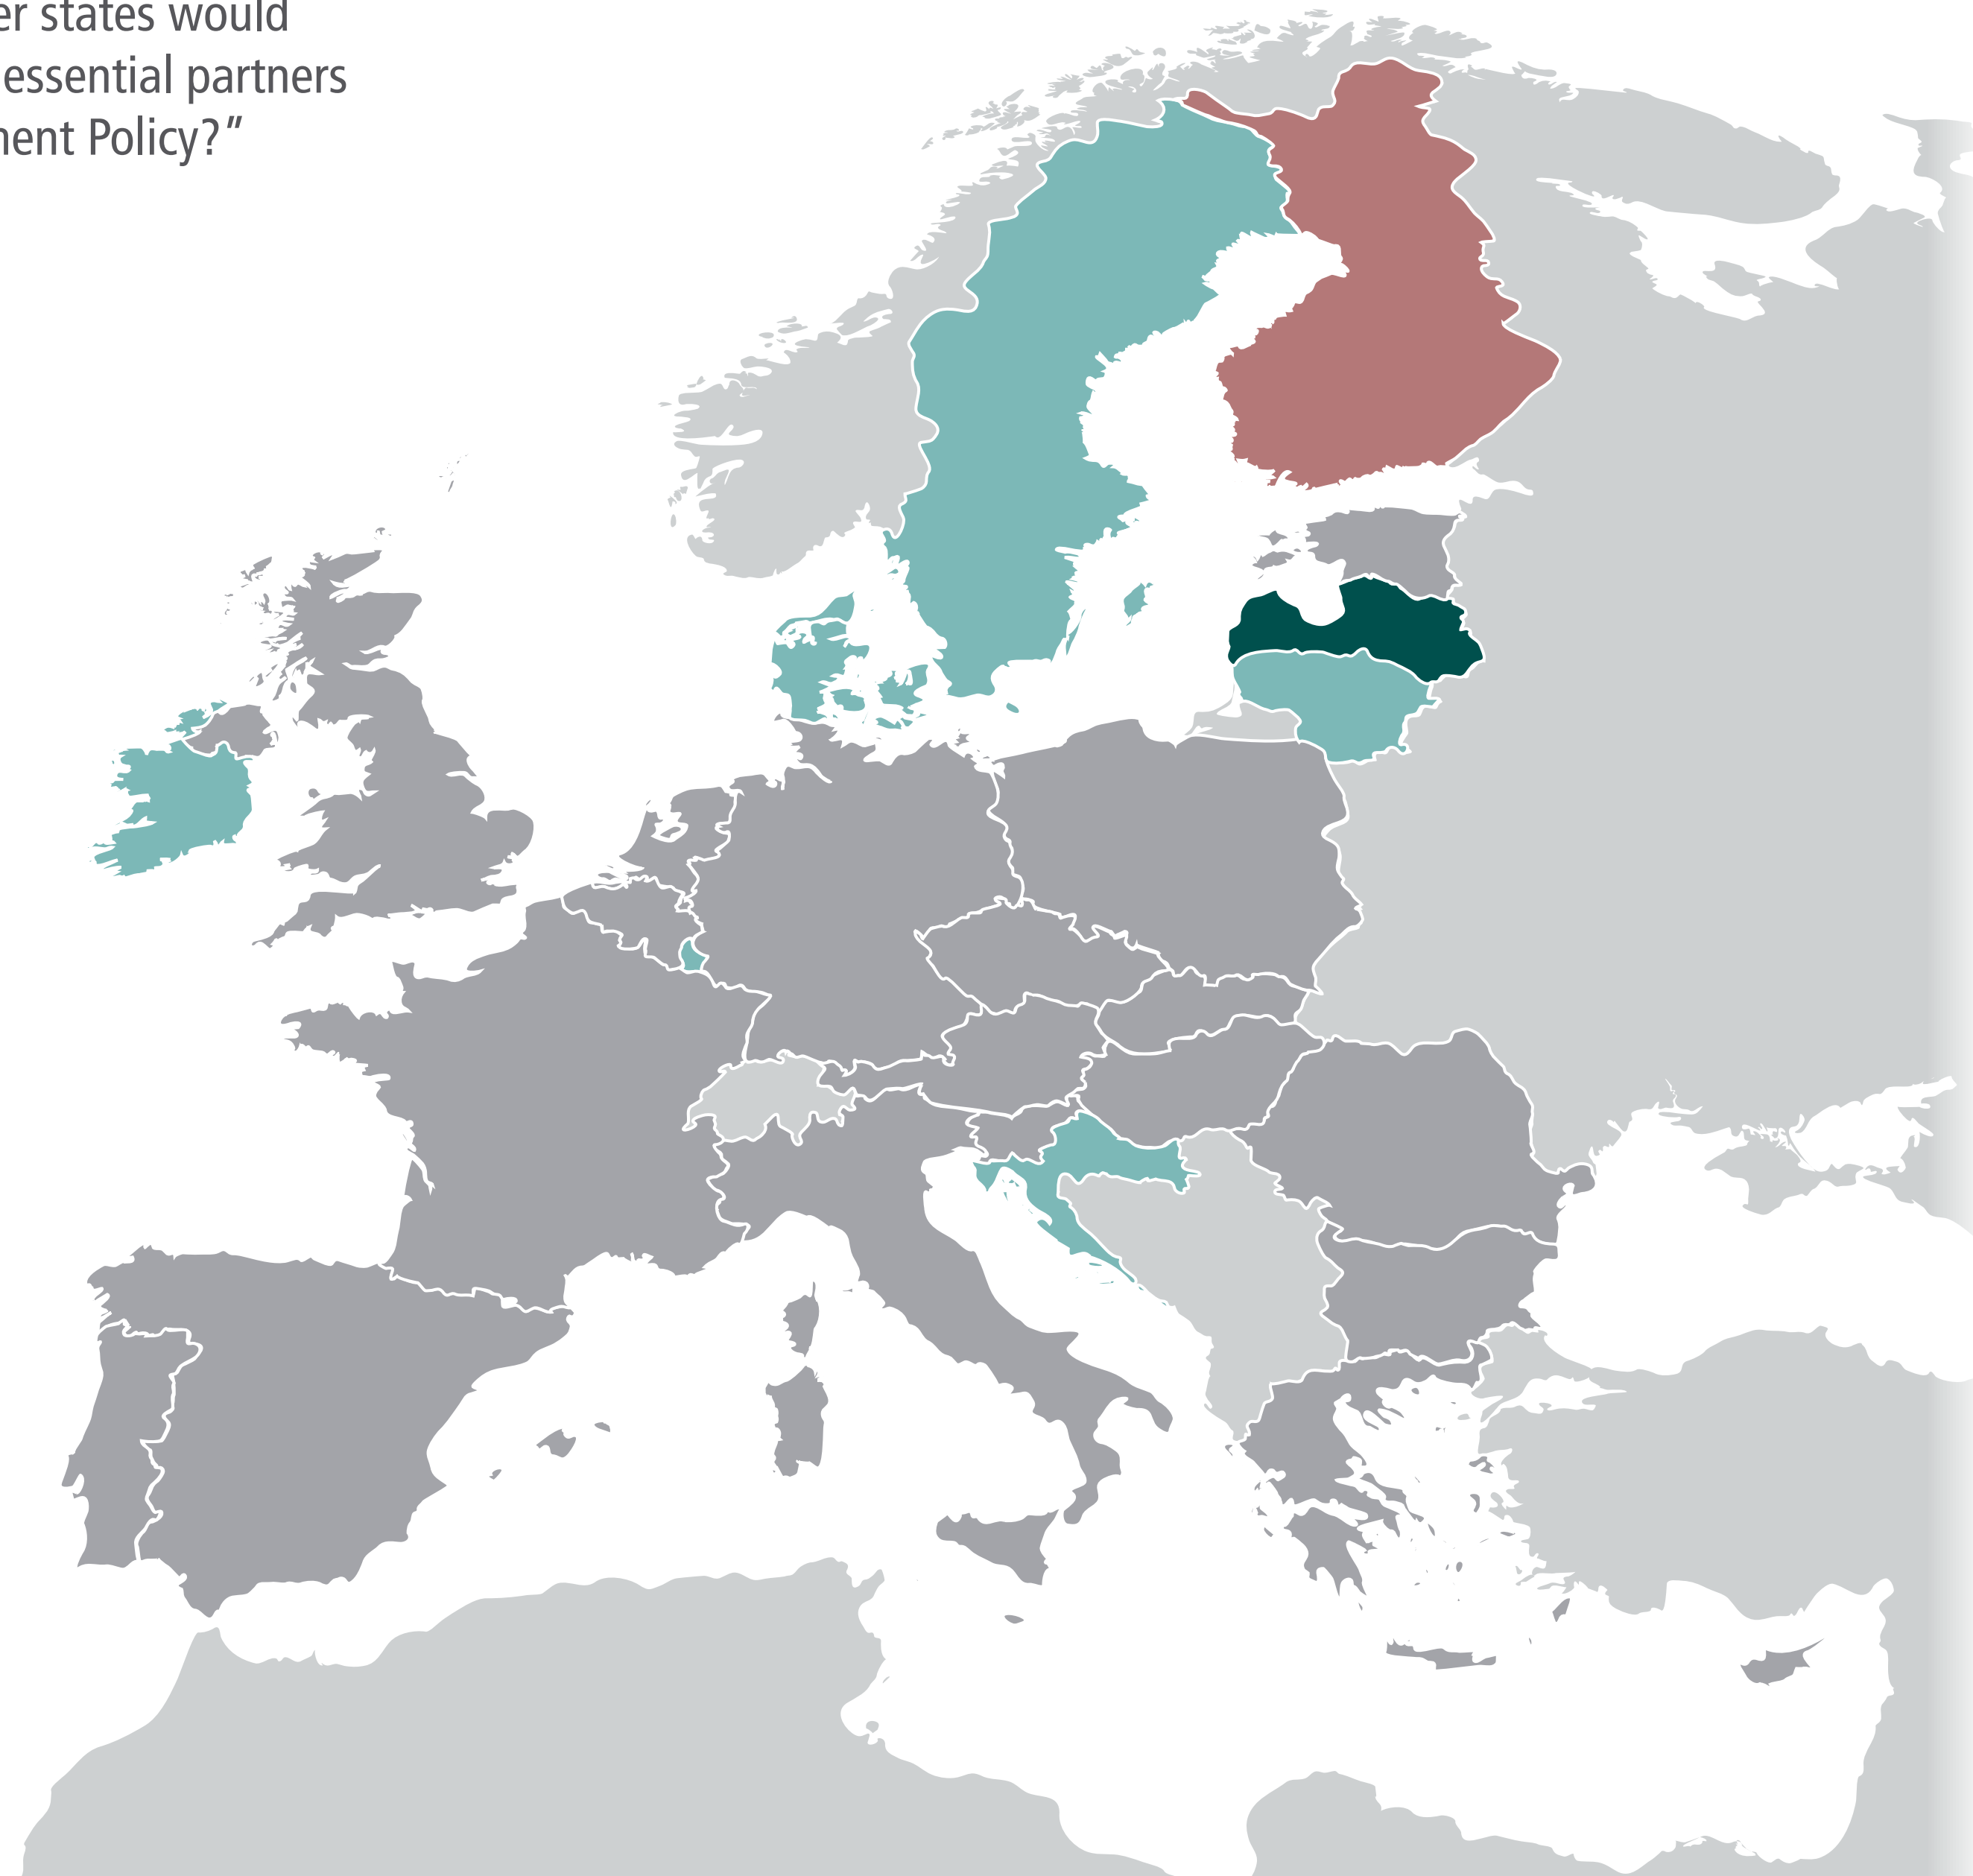 er states would
essential partners
nent Policy?”